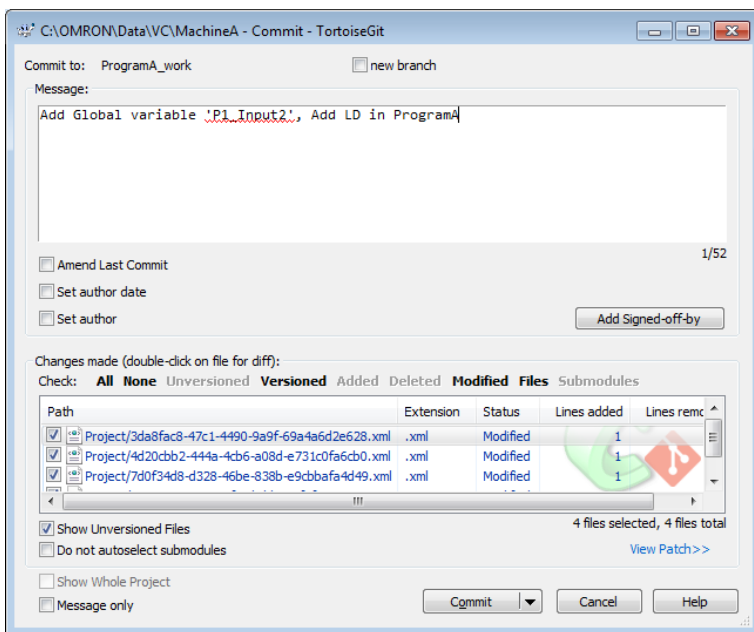 C:\OMRON\Data\VC\MachineA - Commit - TortoiseGit
Commit to: ProgramA_work new branch
Message:
Add Global variable 'P1_Input2', Add LD in ProgramA
1/52
Amend Last Commit
Set author date
Set author Add Signed-off-by
Changes made (double-click on file for diff):
Check: All None Unversioned Versioned Added Deleted Modified Files Submodules
Path Extension Status Lines added Lines remo
Project/3da8fac8-47c1-4490-9a9f-69a4a6d2e628.xml .xml Modified 1
Project/4d20cbb2-444a-4cb6-a08d-e731c0fa6cb0.xml .xml Modified 1
Project/7d0f34d8-d328-46be-838b-e9cbbafa4d49.xml .xml Modified 1
Show Unversioned Files 4 files selected, 4 files total
Do not autoselect submodules View Patch>>
Show Whole Project
Message only Commit Cancel Help